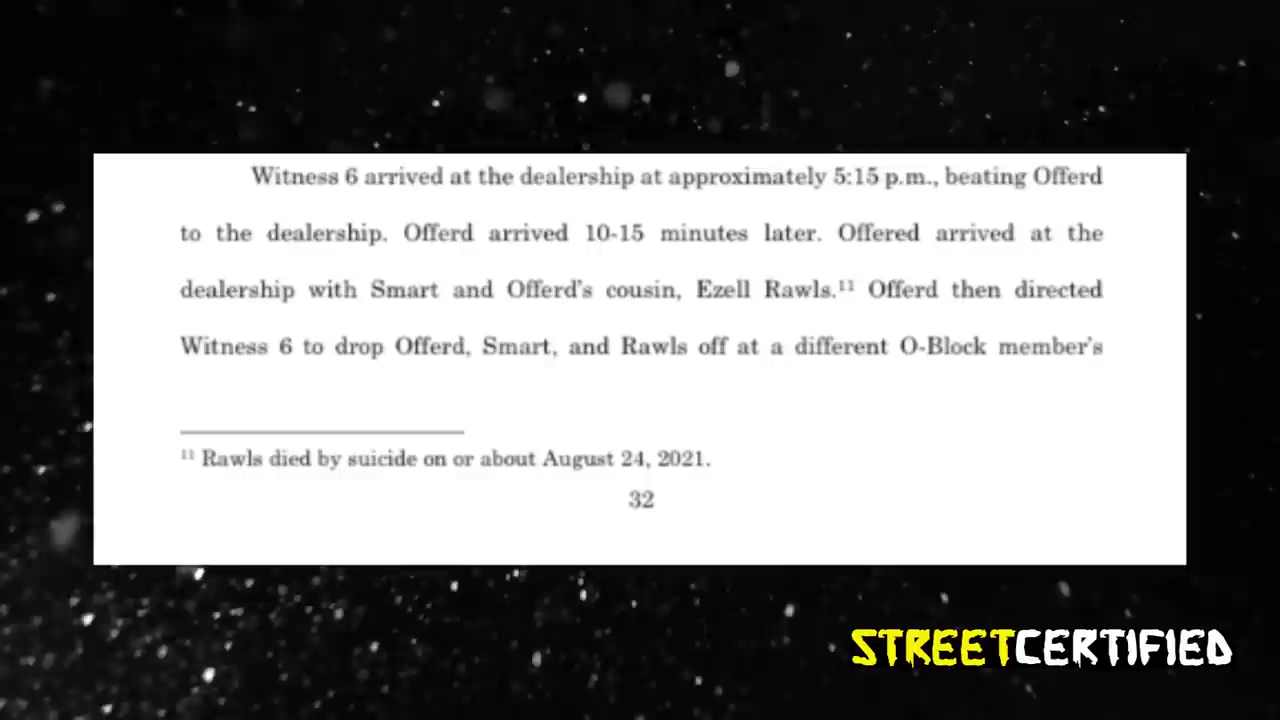 Witness 6 arrived at the dealership at approximately 5:15 p.m., beating Offerd
to the dealership. Offerd arrived 10-15 minutes later. Offered arrived at the
dealership with Smart and Offerd's cousin, Ezell Rawls.¹¹ Offerd then directed
Witness 6 to drop Offerd, Smart, and Rawls off at a different O-Block member's
¹¹ Rawls died by suicide on or about August 24, 2021.
32
STREETCERTIFIED